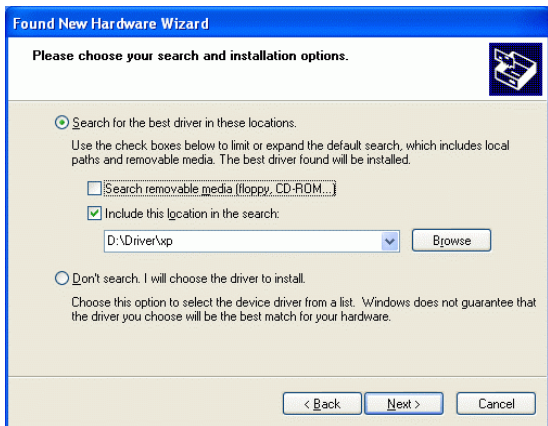 Found New Hardware Wizard
Please choose your search and installation options.
Search for the best driver in these locations.
Use the check boxes below to limit or expand the default search, which includes local
paths and removable media. The best driver found will be installed.
Search removable media (floppy, CD-ROM...)
Include this location in the search:
D:\Driver\xp
Browse
Don't search. I will choose the driver to install.
Choose this option to select the device driver from a list. Windows does not guarantee that
the driver you choose will be the best match for your hardware.
< Back Next > Cancel